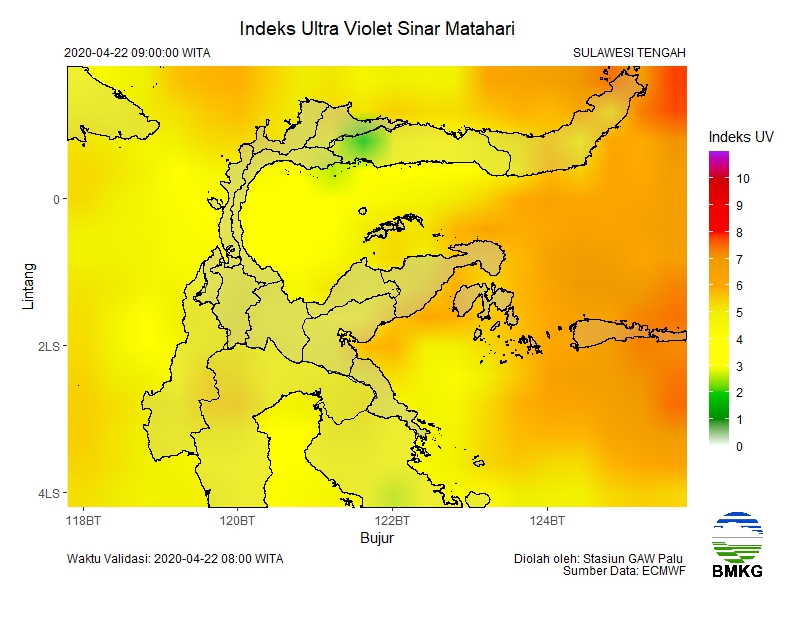 Indeks Ultra Violet Sinar Matahari
2020-04-22 09:00:00 WITA
SULAWESI TENGAH
Indeks UV
10
9
8
7
6
5
4
3
2
1
0
Lintang
0
2LS
4LS
118BT
120BT
122BT
124BT
Bujur
Waktu Validasi: 2020-04-22 08:00 WITA
Diolah oleh: Stasiun GAW Palu
Sumber Data: ECMWF
BMKG